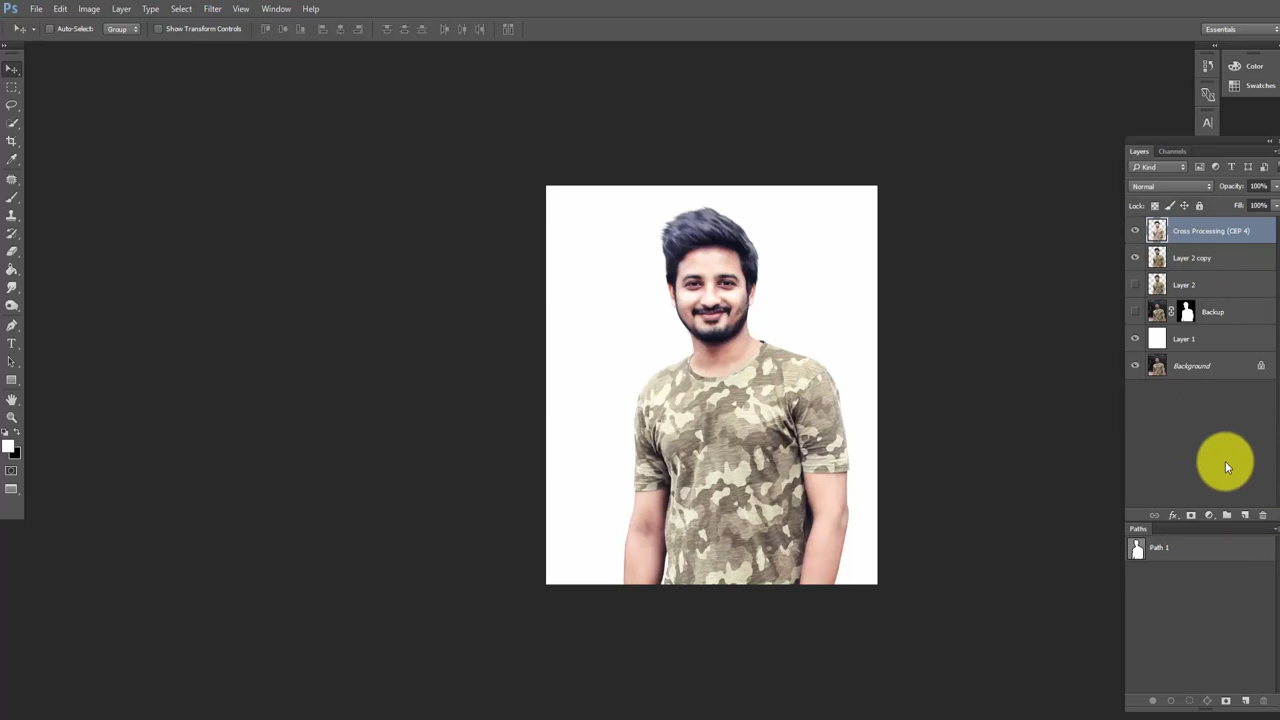 Ps File Edit Image Layer Type Select Filter View Window Help
Auto-Select: Group Show Transform Controls Essentials
Color
Swatches
A
Layers Channels
Kind T
Normal Opacity: 100%
Lock: Fill: 100%
Cross Processing (CEP 4)
Layer 2 copy
Layer 2
Backup
Layer 1
Background
T
fx
Paths
Path 1